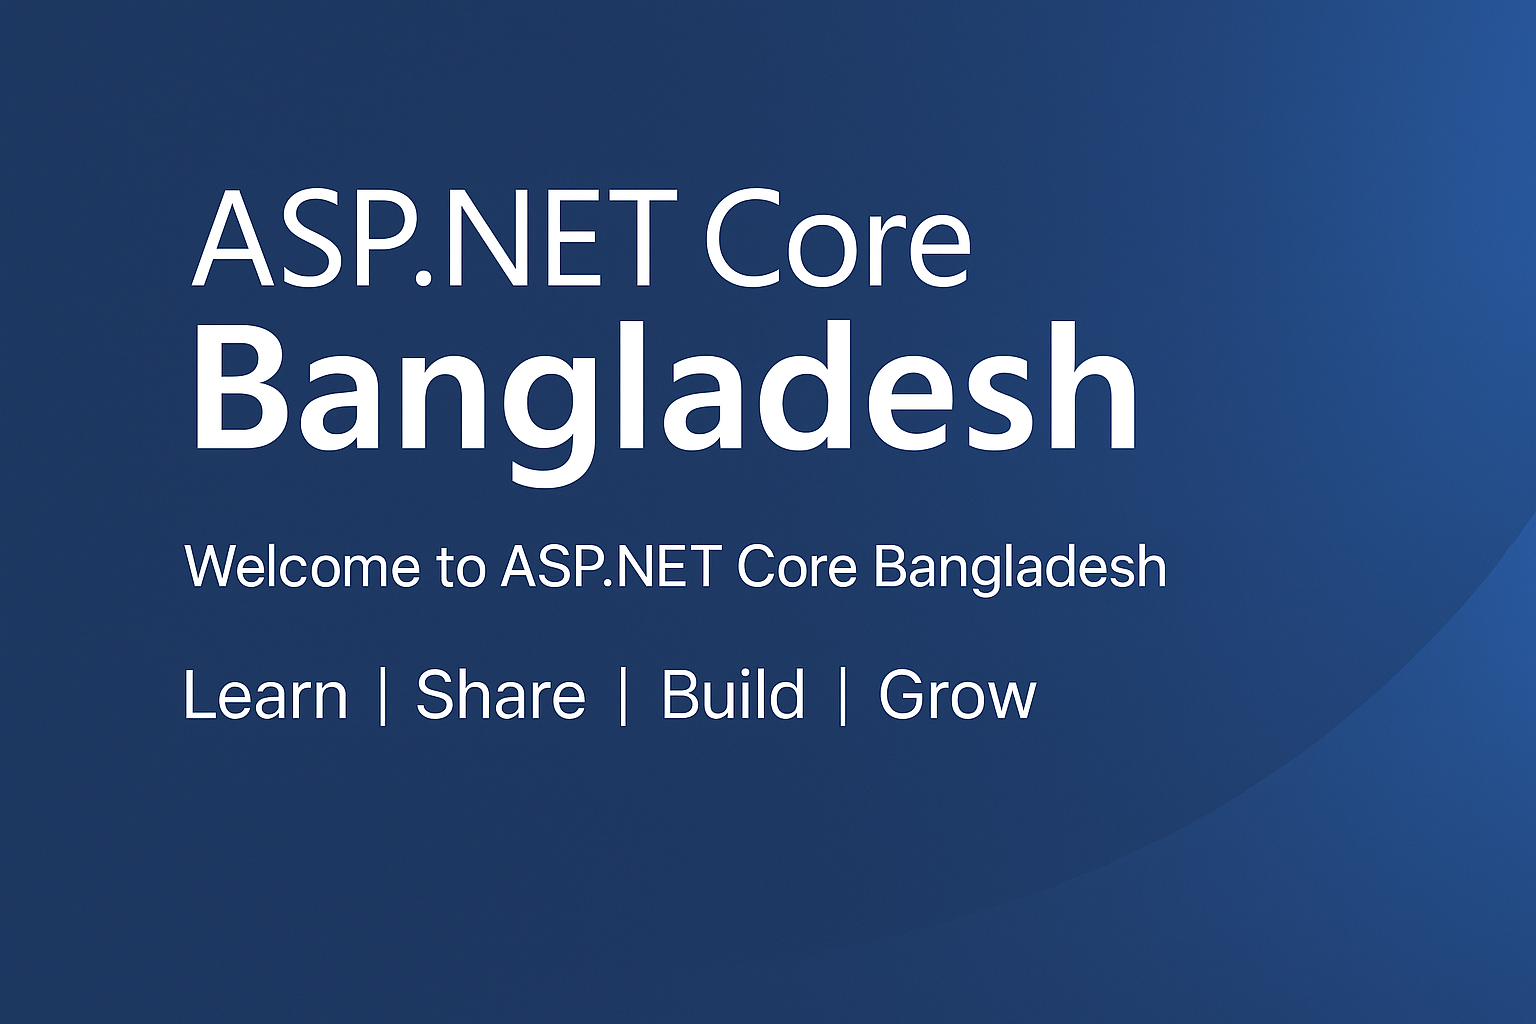 ASP.NET Core
Bangladesh
Welcome to ASP.NET Core Bangladesh
Learn | Share | Build | Grow